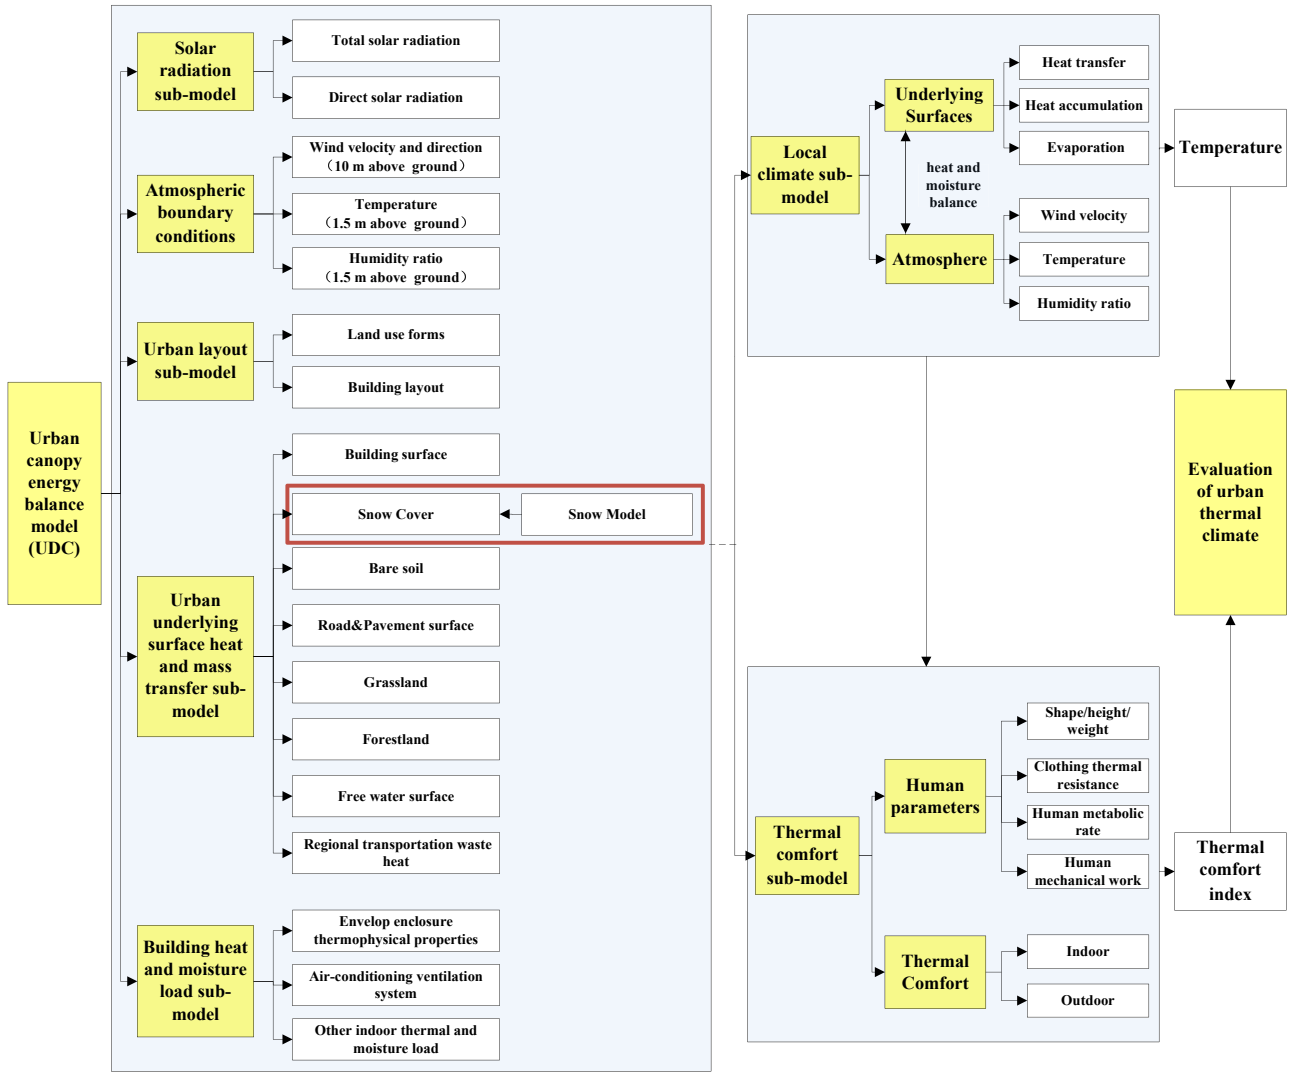 Urban
canopy
energy
balance
model
(UDC)
Solar
radiation
sub-model
Total solar radiation
Direct solar radiation
Atmospheric
boundary
conditions
Wind velocity and direction
（10 m above ground）
Temperature
（1.5 m above ground）
Humidity ratio
（1.5 m above ground）
Urban layout
sub-model
Land use forms
Building layout
Urban
underlying
surface heat
and mass
transfer sub-
model
Building surface
Snow Cover
Snow Model
Bare soil
Road&Pavement surface
Grassland
Forestland
Free water surface
Regional transportation waste
heat
Building heat
and moisture
load sub-
model
Envelop enclosure
thermophysical properties
Air-conditioning ventilation
system
Other indoor thermal and
moisture load
Local
climate sub-
model
Underlying
Surfaces
Heat transfer
Heat accumulation
Evaporation
heat and
moisture
balance
Atmosphere
Wind velocity
Temperature
Humidity ratio
Temperature
Evaluation
of urban
thermal
climate
Thermal
comfort
sub-model
Human
parameters
Shape/height/
weight
Clothing thermal
resistance
Human metabolic
rate
Human
mechanical work
Thermal
Comfort
Indoor
Outdoor
Thermal
comfort
index